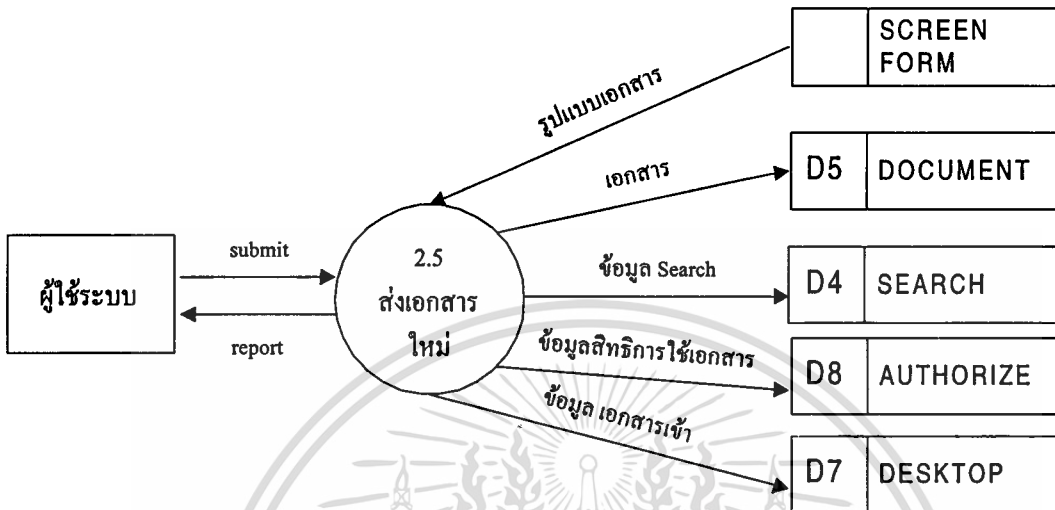 SCREEN
FORM
รูปแบบเอกสาร
เอกสาร
D5 DOCUMENT
ผู้ใช้ระบบ
submit
report
2.5
ส่งเอกสาร
ใหม่
ข้อมูล Search
D4 SEARCH
ข้อมูลสิทธิการใช้เอกสาร
D8 AUTHORIZE
ข้อมูล เอกสารเข้า
D7 DESKTOP